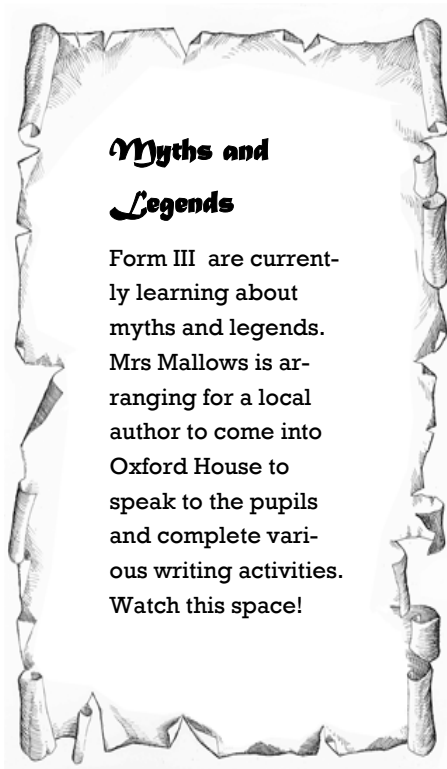 Myths and
Legends
Form III are current-
ly learning about
myths and legends.
Mrs Mallows is ar-
ranging for a local
author to come into
Oxford House to
speak to the pupils
and complete vari-
ous writing activities.
Watch this space!